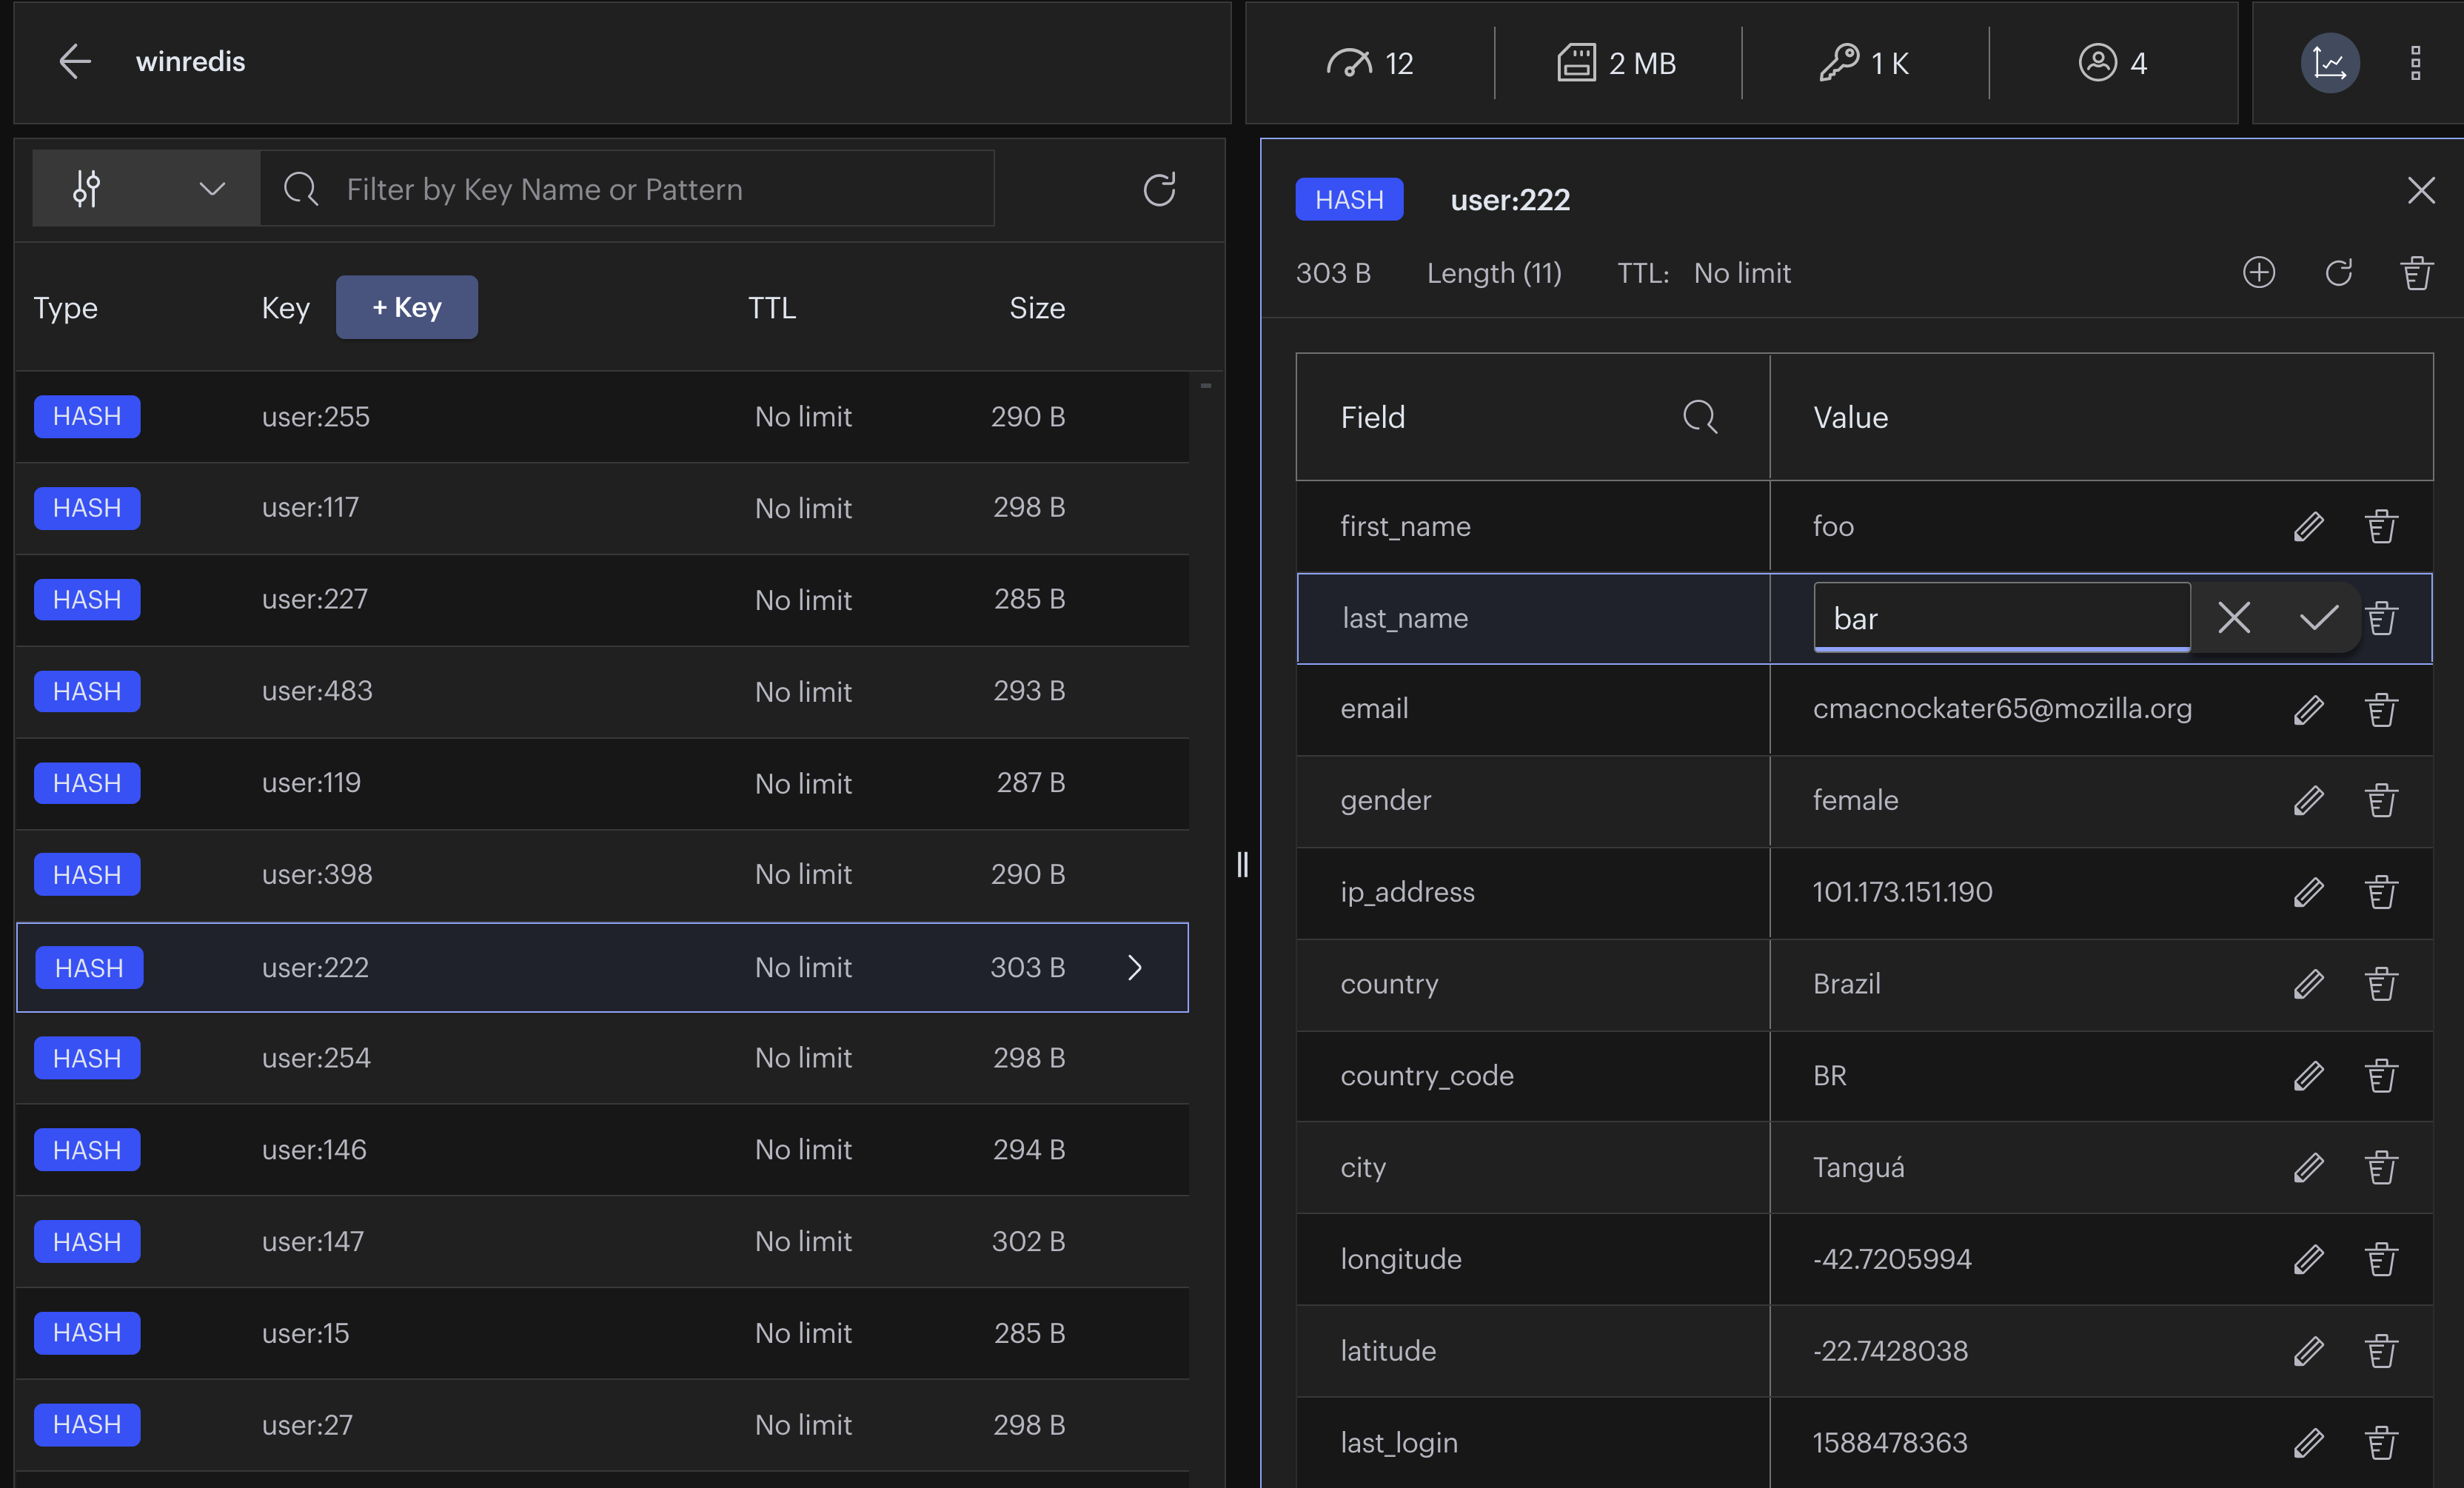 winredis
12 2 MB 1 K 4
Filter by Key Name or Pattern
Type Key + Key TTL Size
HASH user:255 No limit 290 B
HASH user:117 No limit 298 B
HASH user:227 No limit 285 B
HASH user:483 No limit 293 B
HASH user:119 No limit 287 B
HASH user:398 No limit 290 B
HASH user:222 No limit 303 B
HASH user:254 No limit 298 B
HASH user:146 No limit 294 B
HASH user:147 No limit 302 B
HASH user:15 No limit 285 B
HASH user:27 No limit 298 B
HASH user:222
303 B Length (11) TTL: No limit
Field Value
first_name foo
last_name bar
email cmacnockater65@mozilla.org
gender female
ip_address 101.173.151.190
country Brazil
country_code BR
city Tanguá
longitude -42.7205994
latitude -22.7428038
last_login 1588478363